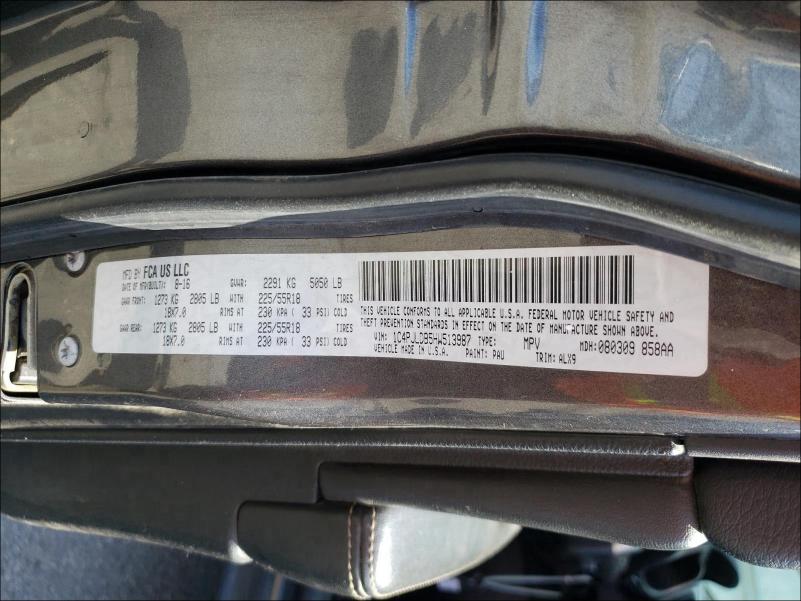 MFD BY FCA US LLC
DATE OF MFR/BUILT/: 8-16 GVWR: 2291 KG 5050 LB
GAWR FRONT: 1273 KG 2805 LB WITH 225/55R18 TIRES
18X7.0 RIMS AT 230 KPA ( 33 PSI) COLD
GAWR REAR: 1273 KG 2805 LB WITH 225/55R18 TIRES
18X7.0 RIMS AT 230 KPA ( 33 PSI) COLD
THIS VEHICLE CONFORMS TO ALL APPLICABLE U.S.A. FEDERAL MOTOR VEHICLE SAFETY AND
THEFT PREVENTION STANDARDS IN EFFECT ON THE DATE OF MANUFACTURE SHOWN ABOVE.
VIN: 1C4PJLDB5HW513987 TYPE: MPV MDH: 080309 858AA
VEHICLE MADE IN U.S.A. PAINT: PAU TRIM: ALX9